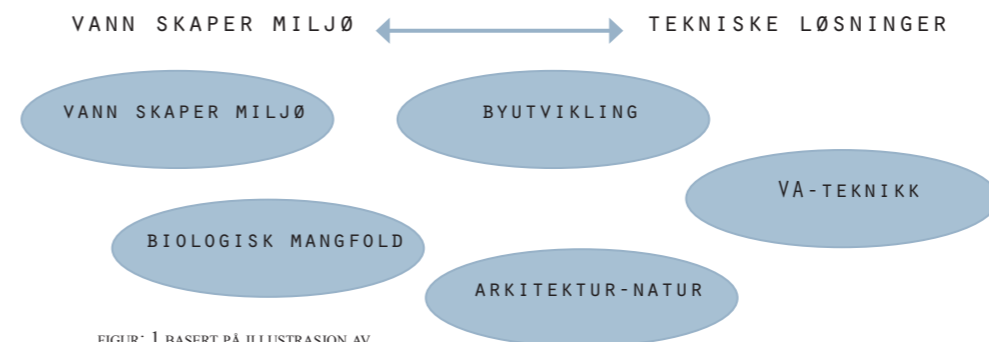 VANN SKAPER MILJØ TEKNISKE LØSNINGER
VANN SKAPER MILJØ
BYUTVIKLING
VA-TEKNIKK
BIOLOGISK MANGFOLD
ARKITEKTUR-NATUR
FIGUR: 1 BASERT PÅ ILLUSTRASJON AV